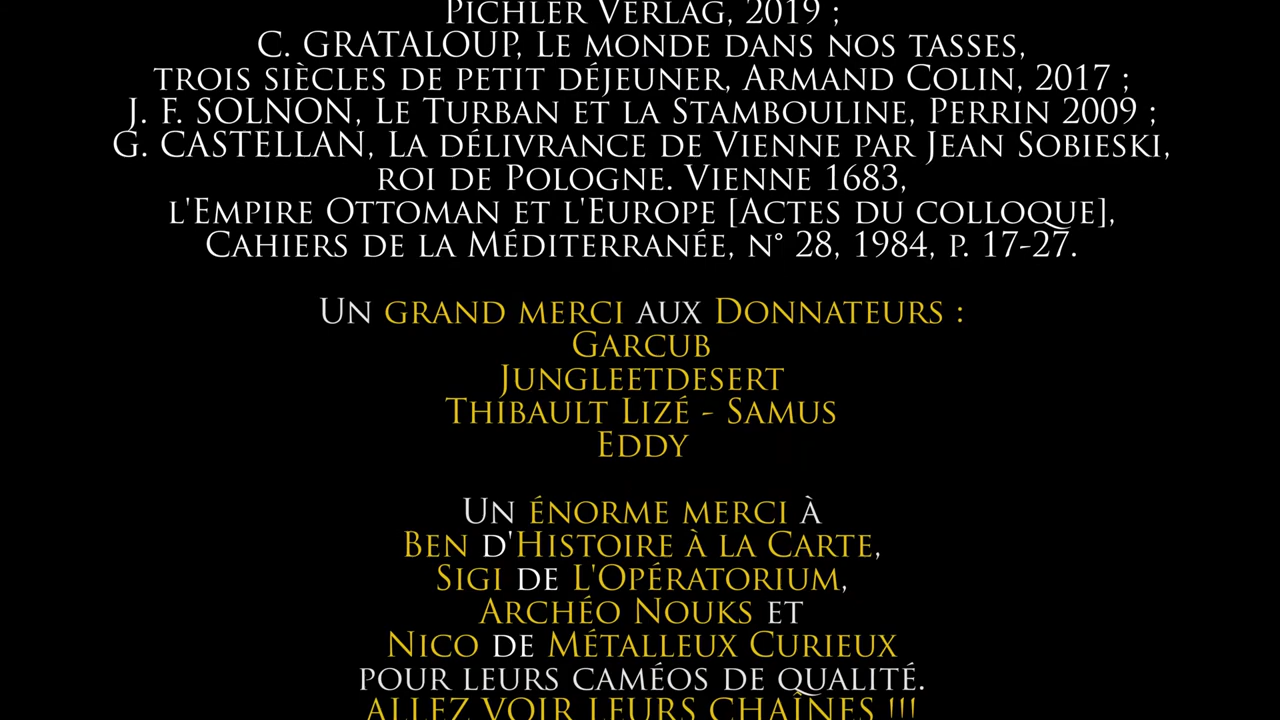 Pichler Verlag, 2019 ;
C. GRATALOUP, Le monde dans nos tasses,
trois siècles de petit déjeuner, Armand Colin, 2017 ;
J. F. SOLNON, Le Turban et la Stambouline, Perrin 2009 ;
G. CASTELLAN, La délivrance de Vienne par Jean Sobieski,
roi de Pologne. Vienne 1683,
l'Empire Ottoman et l'Europe [Actes du colloque],
Cahiers de la Méditerranée, n° 28, 1984, p. 17-27.
Un grand merci aux Donnateurs :
Garcub
Jungleetdesert
Thibault Lizé - Samus
Eddy
Un énorme merci à
Ben d'Histoire à la Carte,
Sigi de L'Opératorium,
Archéo Nouks et
Nico de Métalleux Curieux
pour leurs caméos de qualité.
ALLEZ VOIR LEURS CHAÎNES !!!